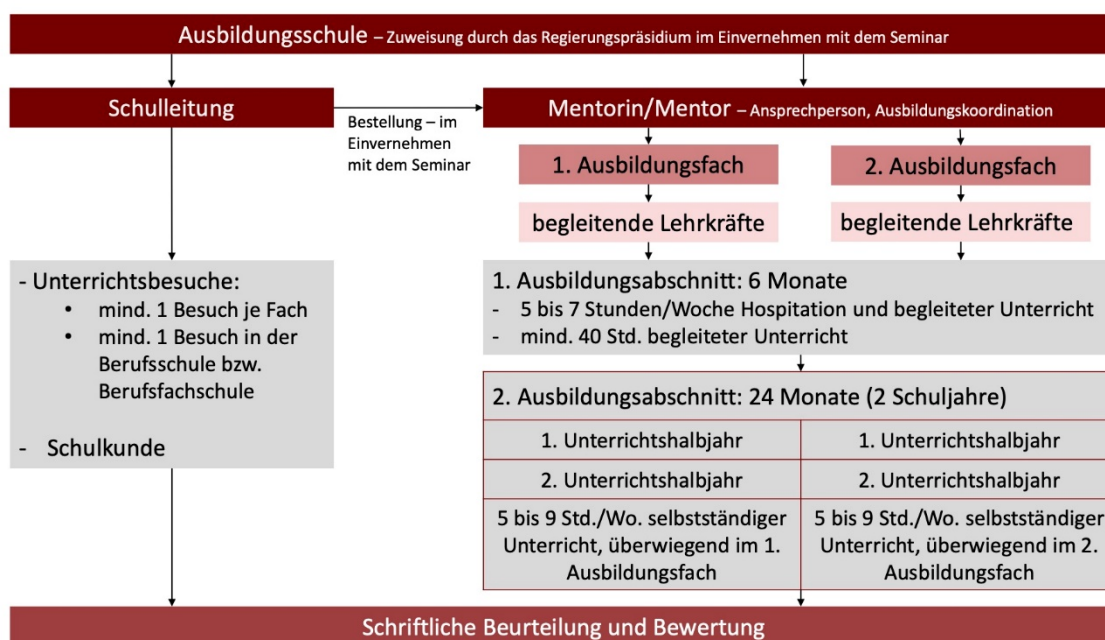 Ausbildungsschule – Zuweisung durch das Regierungspräsidium im Einvernehmen mit dem Seminar
Schulleitung
Bestellung – im
Einvernehmen
mit dem Seminar
Mentorin/Mentor – Ansprechperson, Ausbildungskoordination
1. Ausbildungsfach
2. Ausbildungsfach
begleitende Lehrkräfte
begleitende Lehrkräfte
- Unterrichtsbesuche:
• mind. 1 Besuch je Fach
• mind. 1 Besuch in der
Berufsschule bzw.
Berufsfachschule
- Schulkunde
1. Ausbildungsabschnitt: 6 Monate
- 5 bis 7 Stunden/Woche Hospitation und begleiteter Unterricht
- mind. 40 Std. begleiteter Unterricht
2. Ausbildungsabschnitt: 24 Monate (2 Schuljahre)
1. Unterrichtshalbjahr
1. Unterrichtshalbjahr
2. Unterrichtshalbjahr
2. Unterrichtshalbjahr
5 bis 9 Std./Wo. selbstständiger
Unterricht, überwiegend im 1.
Ausbildungsfach
5 bis 9 Std./Wo. selbstständiger
Unterricht, überwiegend im 2.
Ausbildungsfach
Schriftliche Beurteilung und Bewertung